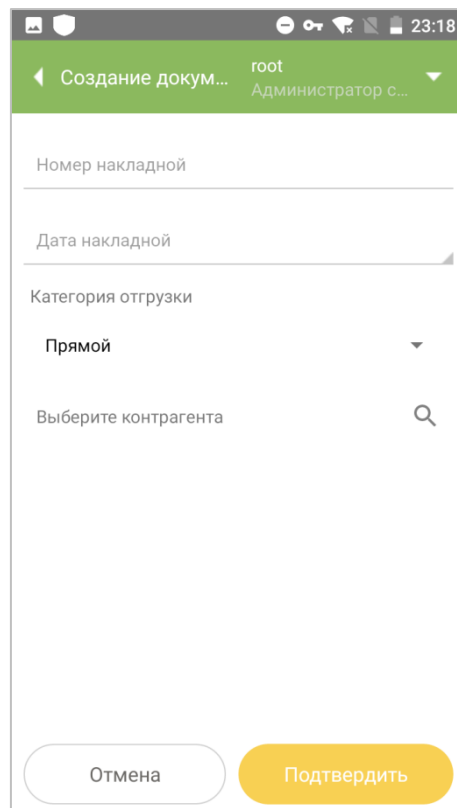 23:18
Создание докум...
root
Администратор с...
Номер накладной
Дата накладной
Категория отгрузки
Прямой
Выберите контрагента
Отмена
Подтвердить